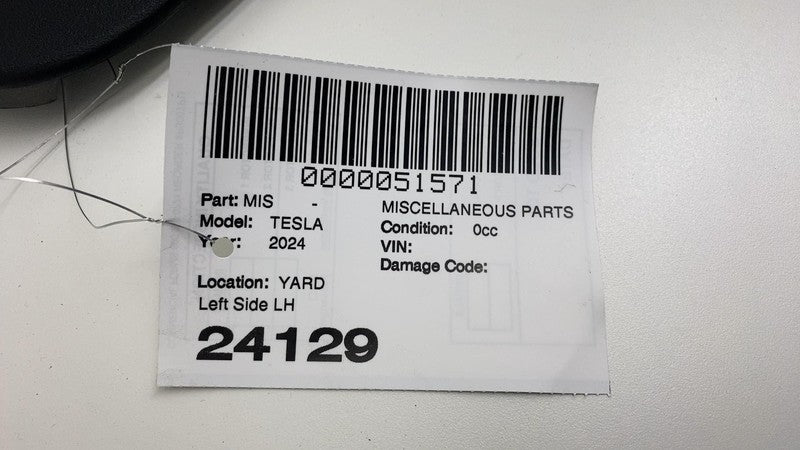 0000051571
Part: MIS - MISCELLANEOUS PARTS
Model: TESLA Condition: 0cc
Year: 2024 VIN:
Damage Code:
Location: YARD
Left Side LH
24129